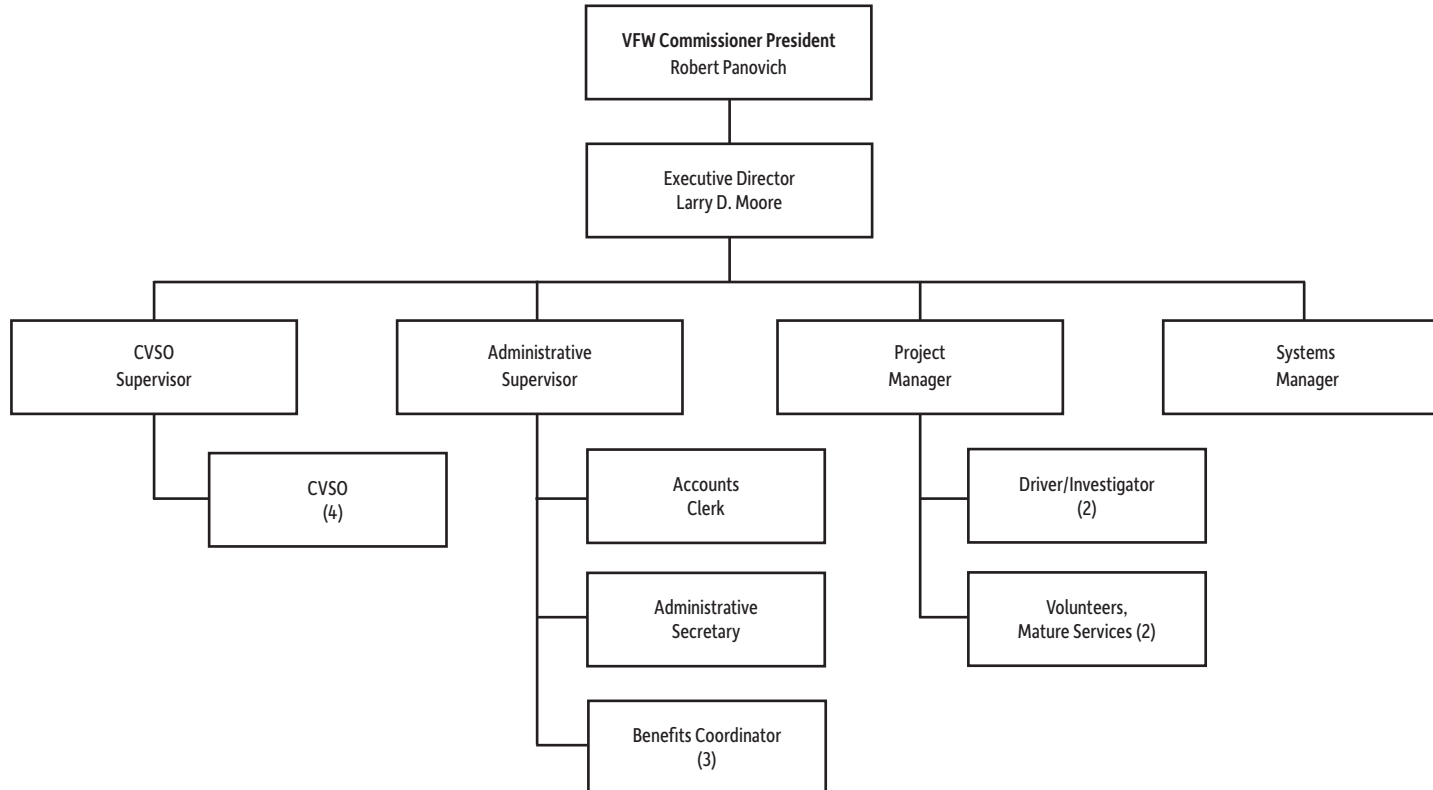 VFW Commissioner President
Robert Panovich
Executive Director
Larry D. Moore
CVSO
Supervisor
Administrative
Supervisor
Project
Manager
Systems
Manager
CVSO
(4)
Accounts
Clerk
Administrative
Secretary
Benefits Coordinator
(3)
Driver/Investigator
(2)
Volunteers,
Mature Services (2)